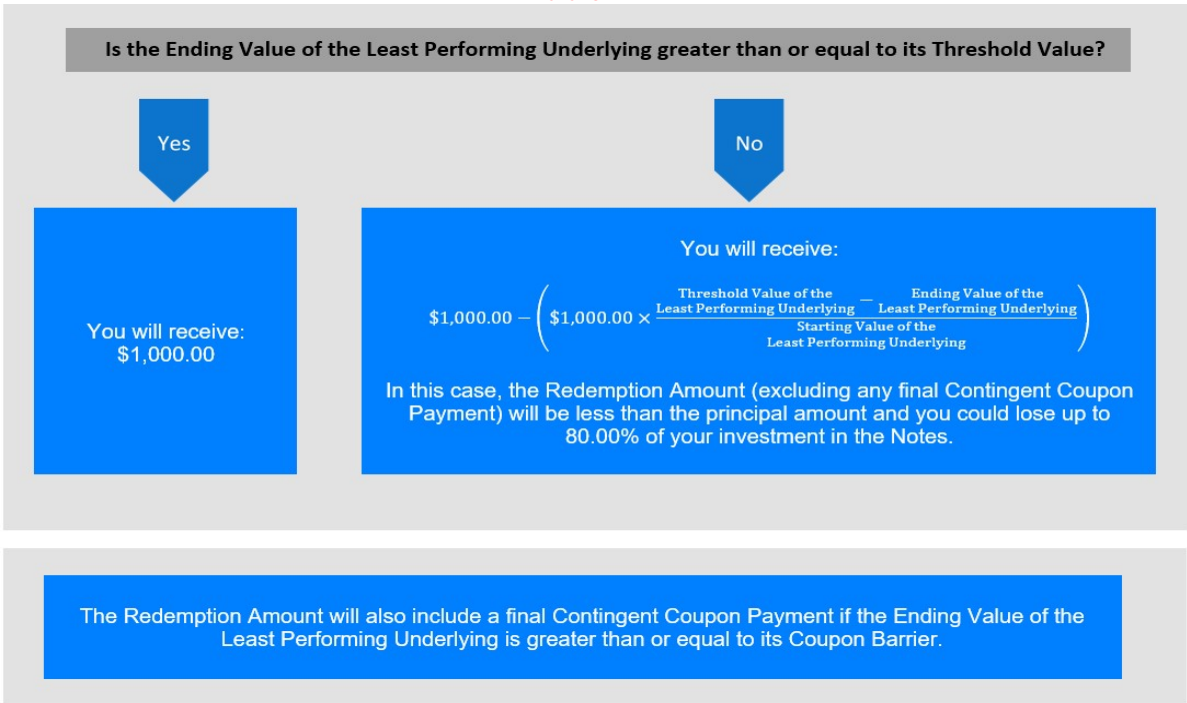 Is the Ending Value of the Least Performing Underlying greater than or equal to its Threshold Value?
Yes
No
You will receive:
$1,000.00
You will receive:
$1,000.00 − ( $1,000.00 × (Threshold Value of the Least Performing Underlying − Ending Value of the Least Performing Underlying) / Starting Value of the Least Performing Underlying )
In this case, the Redemption Amount (excluding any final Contingent Coupon
Payment) will be less than the principal amount and you could lose up to
80.00% of your investment in the Notes.
The Redemption Amount will also include a final Contingent Coupon Payment if the Ending Value of the
Least Performing Underlying is greater than or equal to its Coupon Barrier.